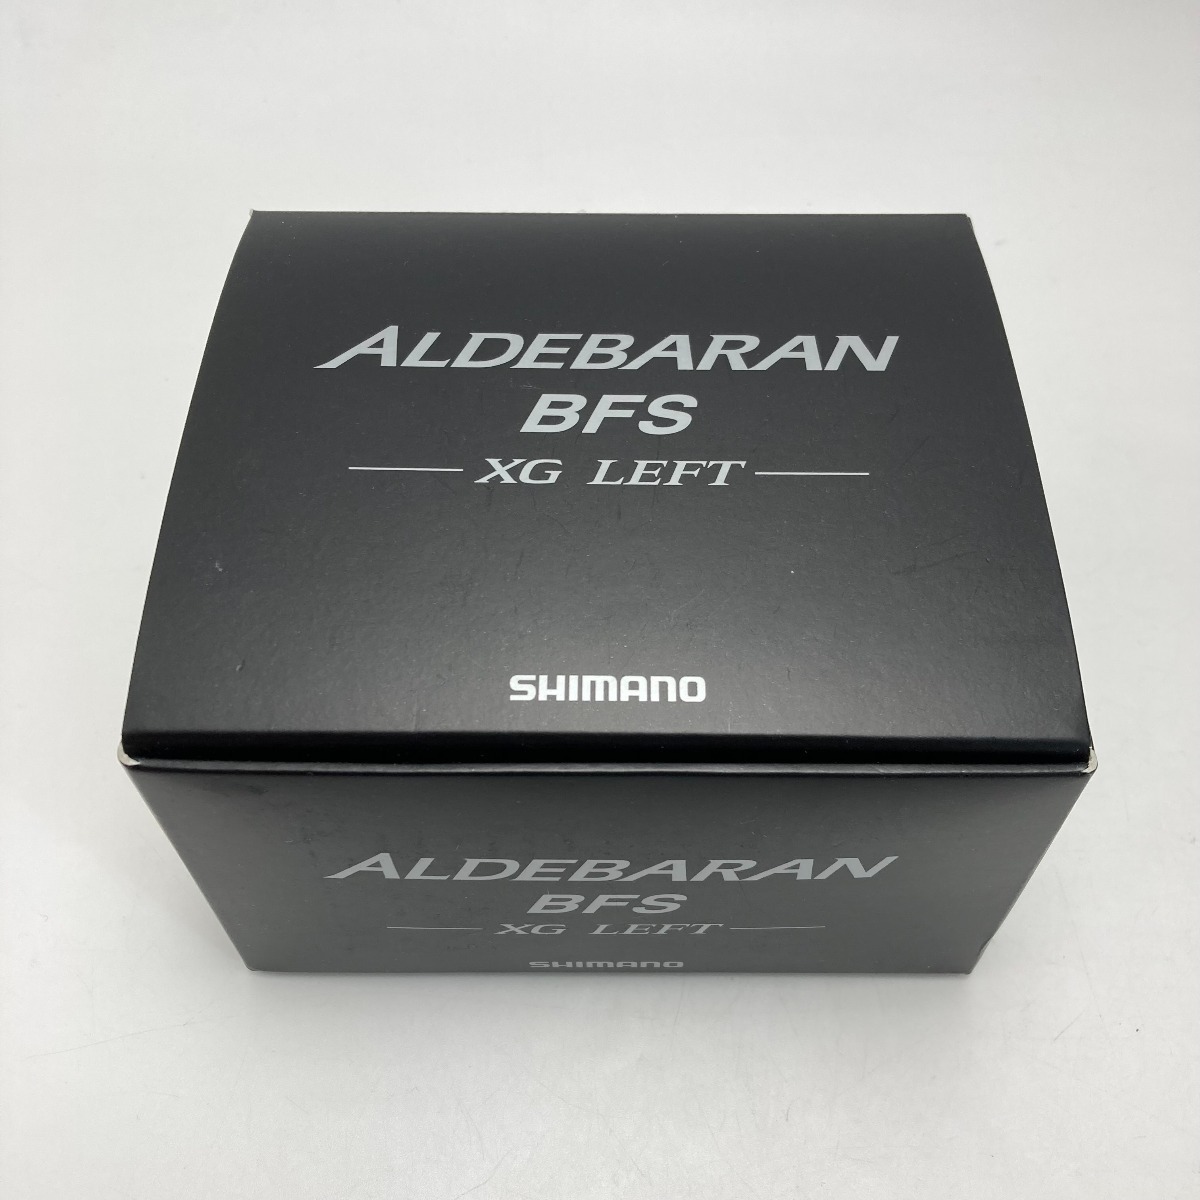 ALDEBARAN
BFS
XG LEFT
SHIMANO
ALDEBARAN
BFS
XG LEFT
SHIMANO